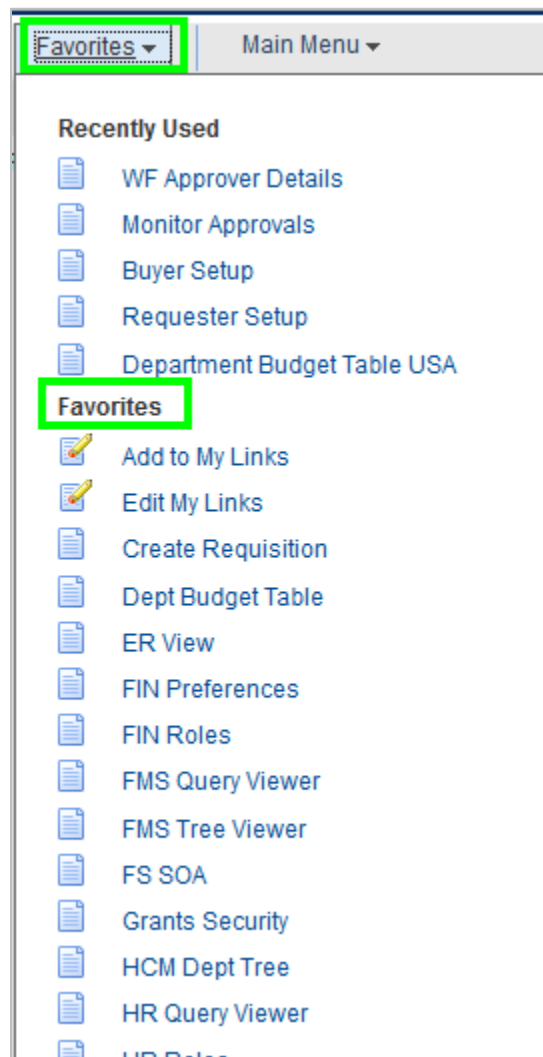 Favorites Main Menu
Recently Used
WF Approver Details
Monitor Approvals
Buyer Setup
Requester Setup
Department Budget Table USA
Favorites
Add to My Links
Edit My Links
Create Requisition
Dept Budget Table
ER View
FIN Preferences
FIN Roles
FMS Query Viewer
FMS Tree Viewer
FS SOA
Grants Security
HCM Dept Tree
HR Query Viewer
HR Roles